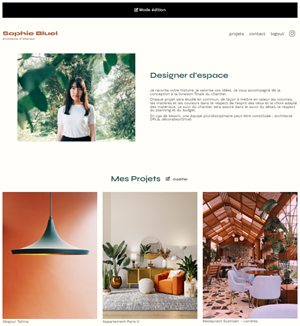 Mode édition
Sophie Bluel
Architecte d'intérieur
projets contact logout
Designer d'espace
Je raconte votre histoire, je valorise vos idées. Je vous accompagne de la
conception à la livraison finale du chantier.
Chaque projet sera étudié en commun, de façon à mettre en valeur les volumes,
les matières et les couleurs dans le respect de l'esprit des lieux et le choix adapté
des matériaux. Le suivi du chantier sera assuré dans le souci du détail, le respect
du planning et du budget.
En cas de besoin, une équipe pluridisciplinaire peut-être constituée : architecte
DPLG, décorateur(trice)
Mes Projets modifier
Abajour Tahina
Appartement Paris V
Restaurant Sushisen - Londres